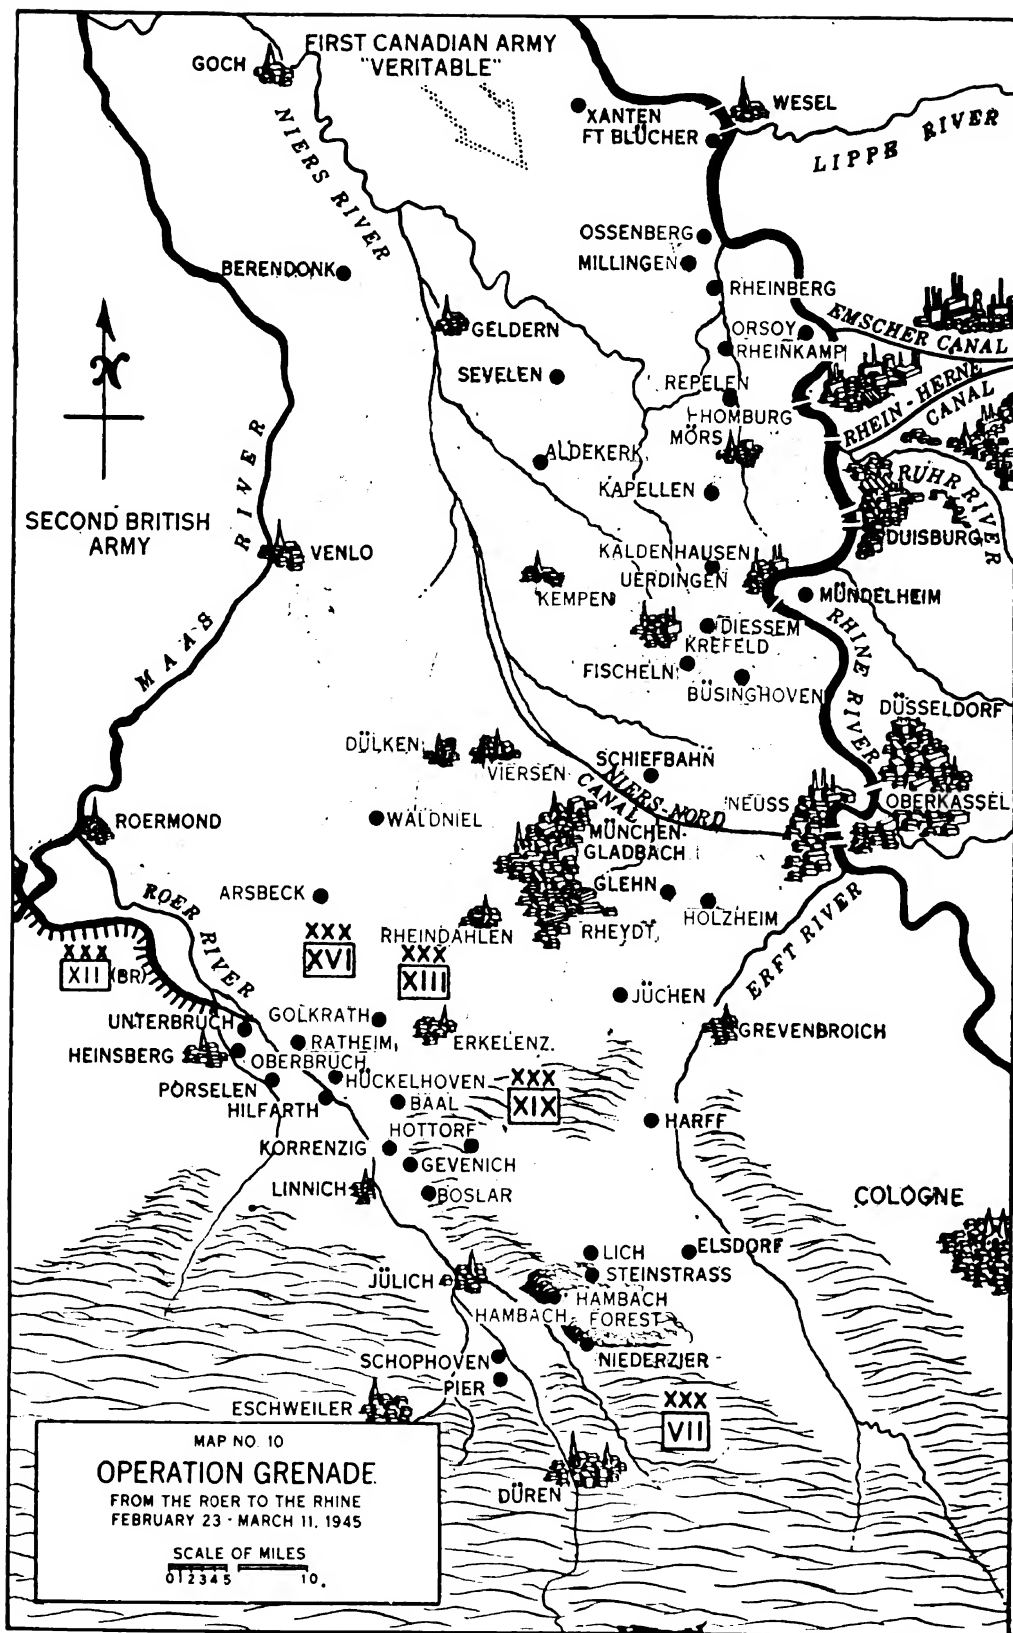 FIRST CANADIAN ARMY
"VERITABLE"
GOCH
NIERS RIVER
XANTEN
FT BLÜCHER
WESEL
LIPPE RIVER
OSSENBERG
MILLINGEN
BERENDONK
RHEINBERG
GELDERN
ORSOY
RHEINKAMP
EMSCHER CANAL
SEVELEN
REPELEN
HOMBURG
MÖRS
RHEIN-HERNE
CANAL
ALDEKERK
KAPELLEN
RUHR RIVER
DUISBURG
SECOND BRITISH
ARMY
MAAS RIVER
VENLO
KALDENHAUSEN
UERDINGEN
KEMPEN
MÜNDELHEIM
DIESSEM
KREFELD
FISCHELN
BÜSINGHOVEN
RHINE RIVER
DÜSSELDORF
DÜLKEN
VIERSEN
SCHIEFBAHN
NIERS-NORD
CANAL
NEUSS
OBERKASSEL
ROERMOND
WALDNIEL
MÜNCHEN-
GLADBACH
ROER RIVER
ARSBECK
GLEHN
HOLZHEIM
RHEINDAHLEN
RHEYDT
ERFT RIVER
XXX
XVI
XXX
XIII
XXX
XII (BR)
JÜCHEN
UNTERBRUCH
GOLKRATH
ERKELENZ
GREVENBROICH
HEINSBERG
RATHEIM
OBERBRUCH
PORSELEN
HÜCKELHOVEN
XXX
XIX
HILFARTH
BAAL
HARFF
HOTTORF
KORRENZIG
GEVENICH
LINNICH
BOSLAR
COLOGNE
LICH
ELSDORF
STEINSTRASS
JÜLICH
HAMBACH
HAMBACH
FOREST
NIEDERZIER
SCHOPHOVEN
PIER
ESCHWEILER
XXX
VII
DÜREN
MAP NO. 10
OPERATION GRENADE
FROM THE ROER TO THE RHINE
FEBRUARY 23 - MARCH 11, 1945
SCALE OF MILES
0 1 2 3 4 5 10